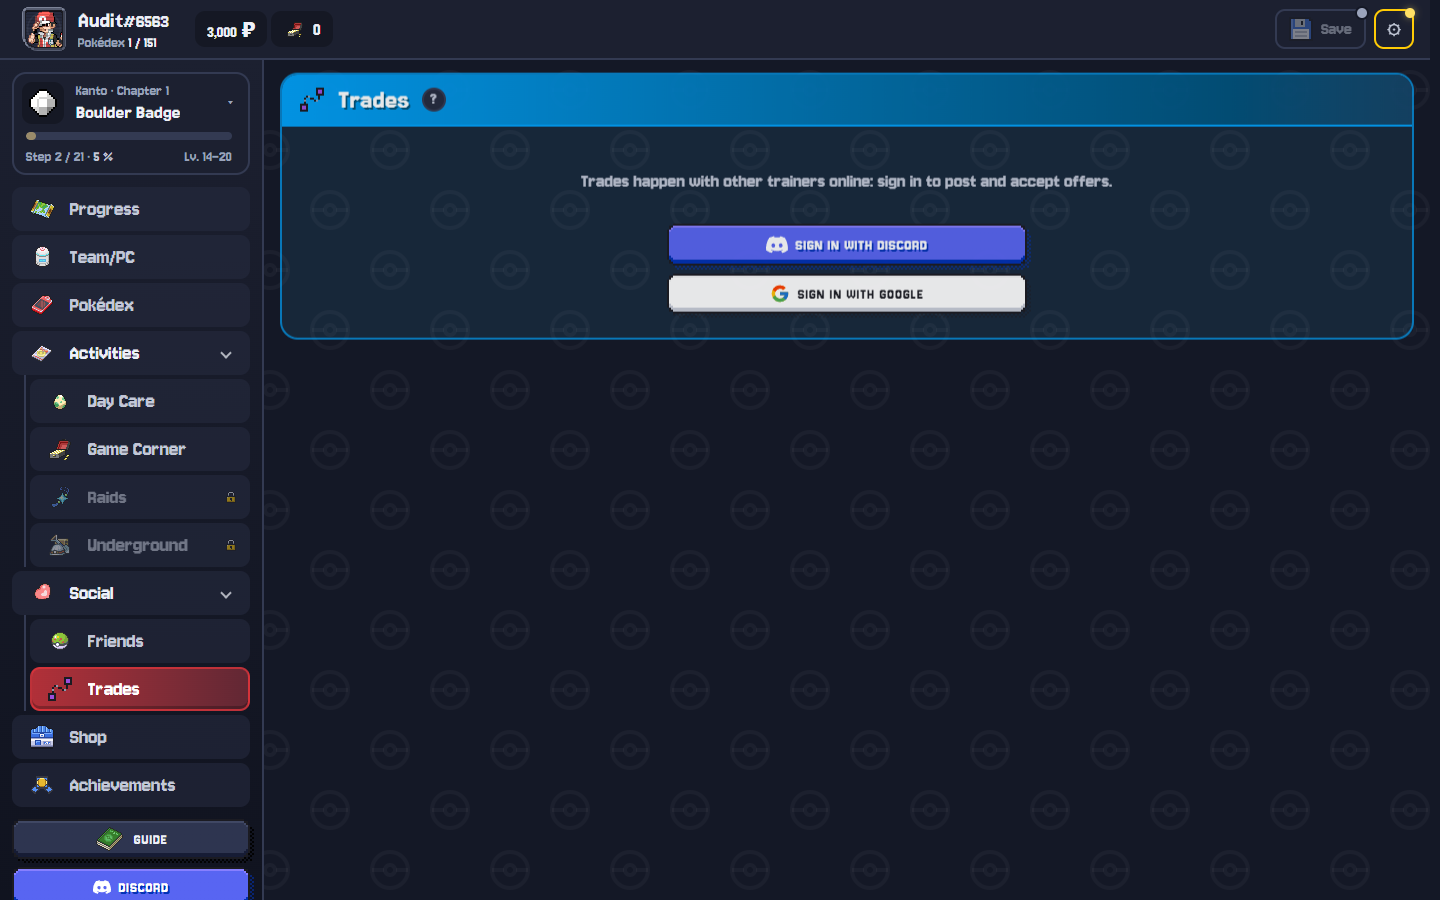 Audit#6563
Pokédex 1 / 151
3,000 ₽
0
Save
Kanto · Chapter 1
Boulder Badge
Step 2 / 21 · 5 %
Lv. 14–20
Progress
Team/PC
Pokédex
Activities
Day Care
Game Corner
Raids
Underground
Social
Friends
Trades
Shop
Achievements
GUIDE
DISCORD
Trades ?
Trades happen with other trainers online: sign in to post and accept offers.
SIGN IN WITH DISCORD
SIGN IN WITH GOOGLE